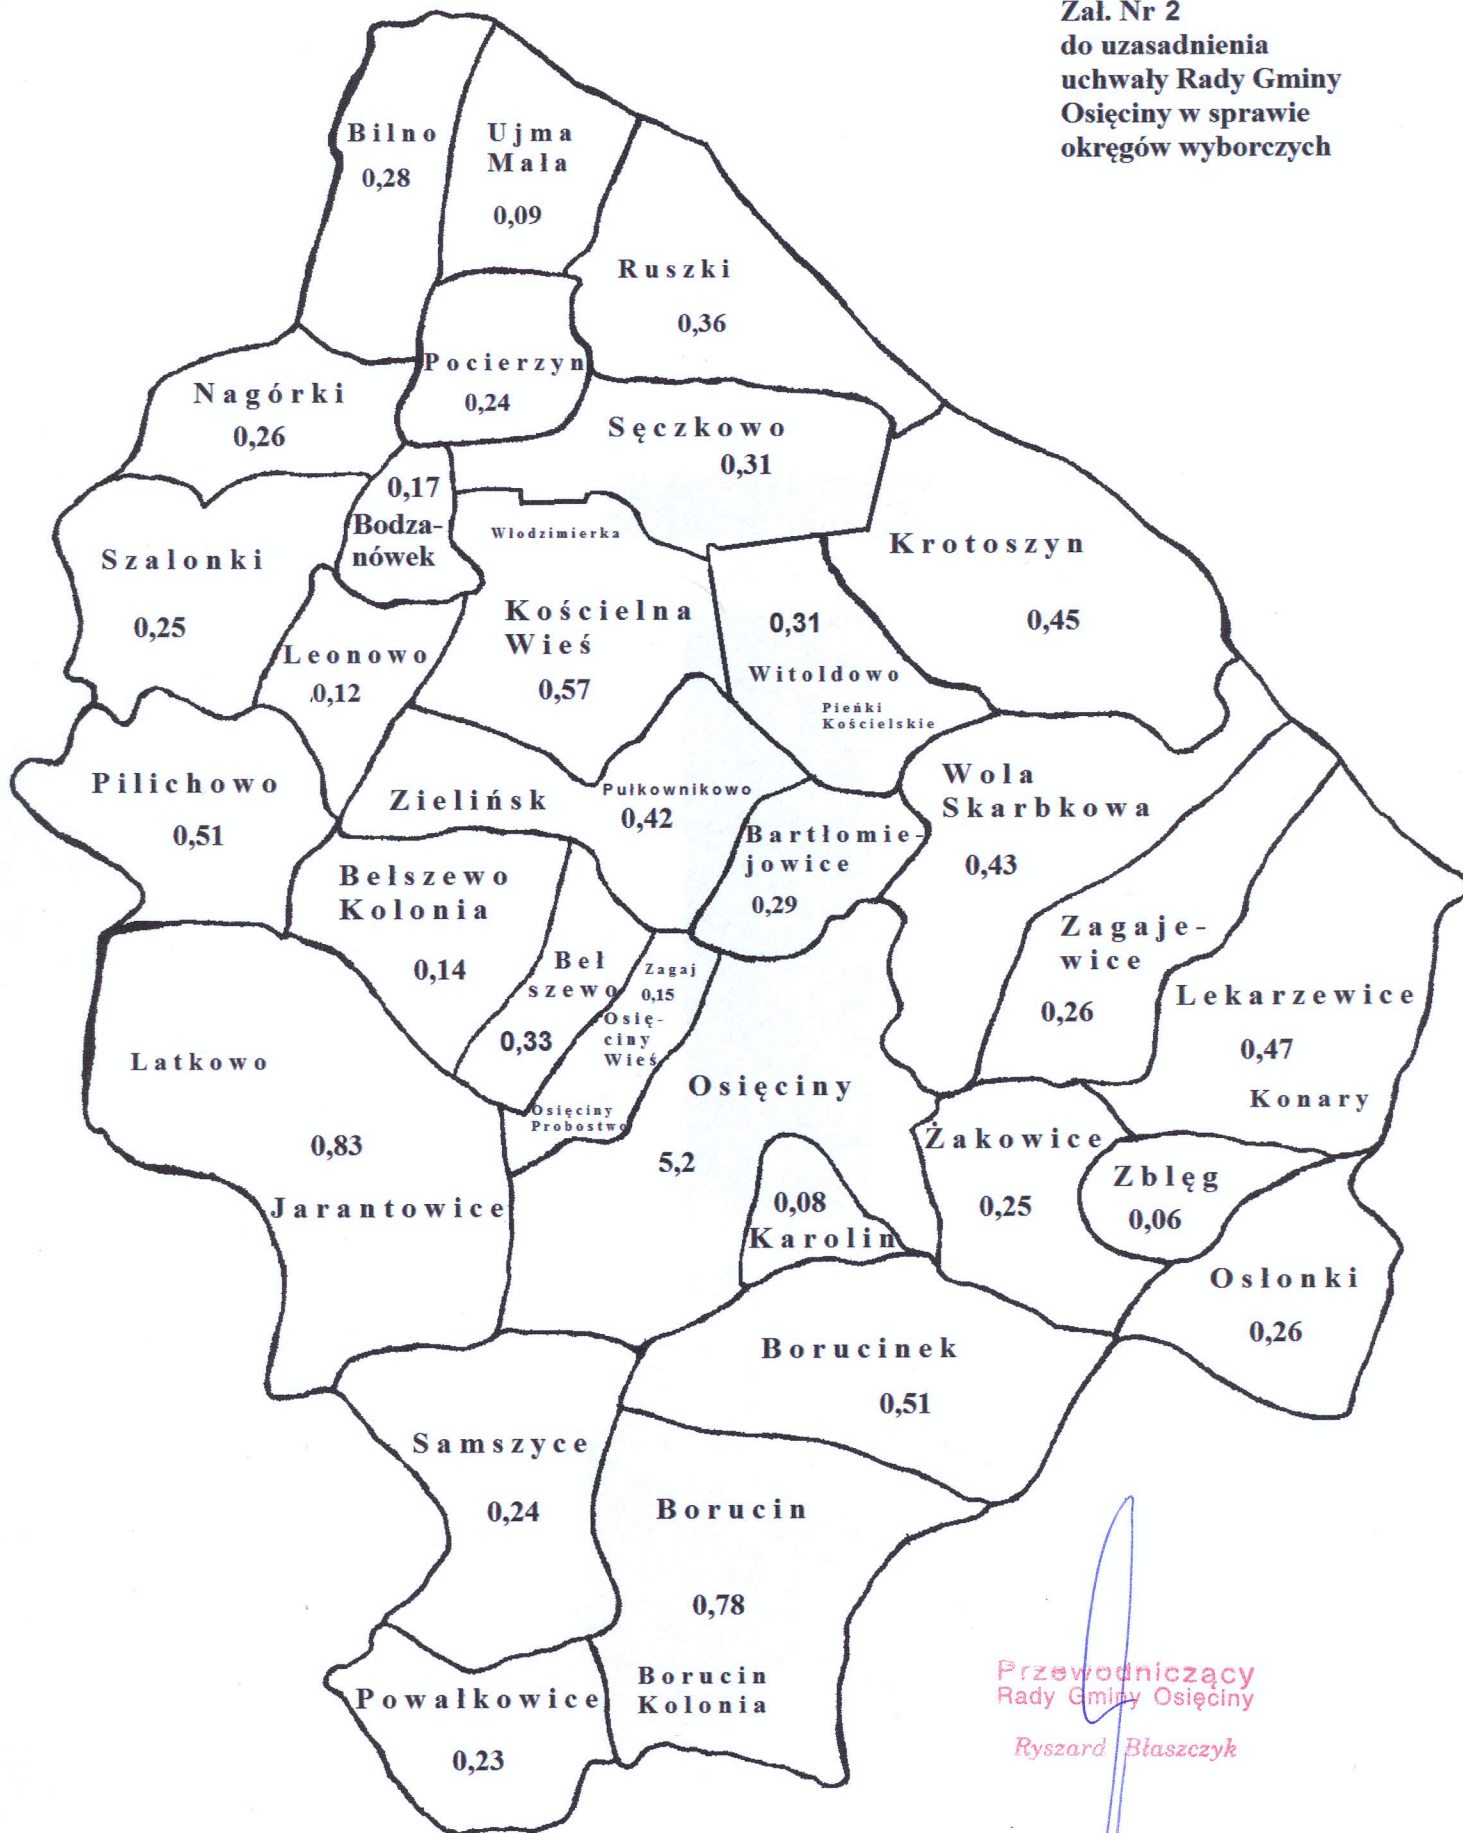 Zał. Nr 2
do uzasadnienia
uchwały Rady Gminy
Osięciny w sprawie
okręgów wyborczych
Bilno
0,28
Ujma
Mała
0,09
Ruszki
0,36
Pocierzyn
0,24
Nagórki
0,26
Sęczkowo
0,31
0,17
Bodza-
nówek
Włodzimierka
Krotoszyn
0,45
Szalonki
0,25
Kościelna
Wieś
0,57
0,31
Witoldowo
Pieńki
Kościelskie
Leonowo
0,12
Pilichowo
0,51
Zielińsk
Pułkownikowo
0,42
Wola
Skarbkowa
0,43
Bartłomie-
jowice
0,29
Bełszewo
Kolonia
0,14
Beł
szewo
0,33
Zagaj
0,15
Osię-
ciny
Wieś
Osięciny
Probostwo
Zagaje-
wice
0,26
Lekarzewice
0,47
Konary
Latkowo
0,83
Jarantowice
Osięciny
5,2
Żakowice
0,25
Zblęg
0,06
0,08
Karolin
Osłonki
0,26
Borucinek
0,51
Samszyce
0,24
Borucin
0,78
Borucin
Kolonia
Powałkowice
0,23
Przewodniczący
Rady Gminy Osięciny
Ryszard Błaszczyk